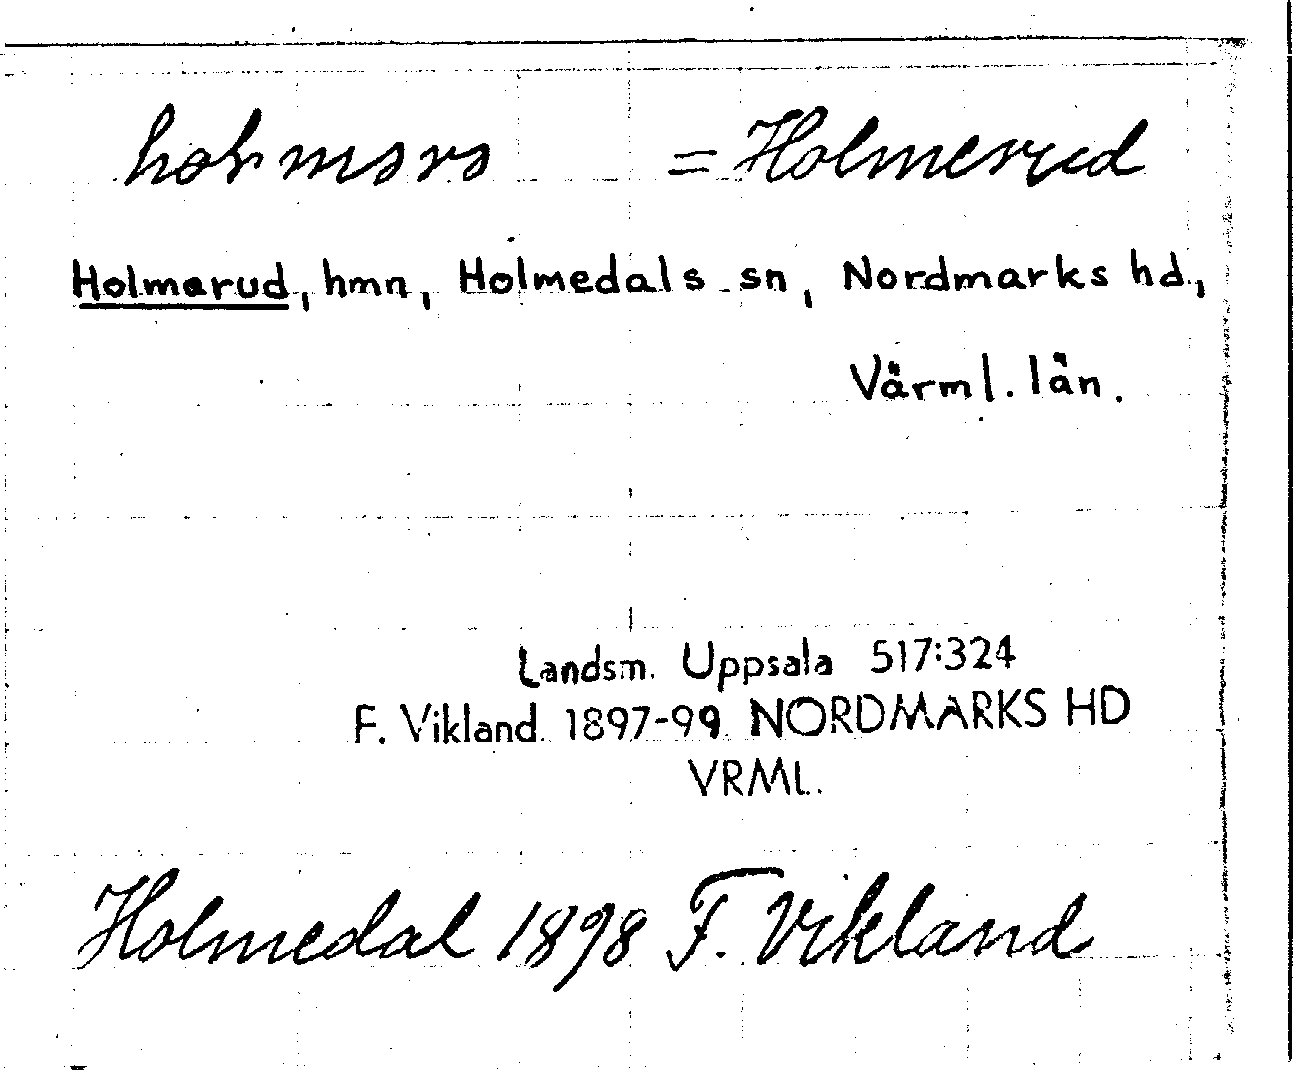 = Holmerud
Holmerud, hmn, Holmedals sn, Nordmarks hd.,
Värml. län.
Landsm. Uppsala 517:324
F. Vikland 1897-99 NORDMARKS HD
VRML.
Holmedal 1898 F. Vikland